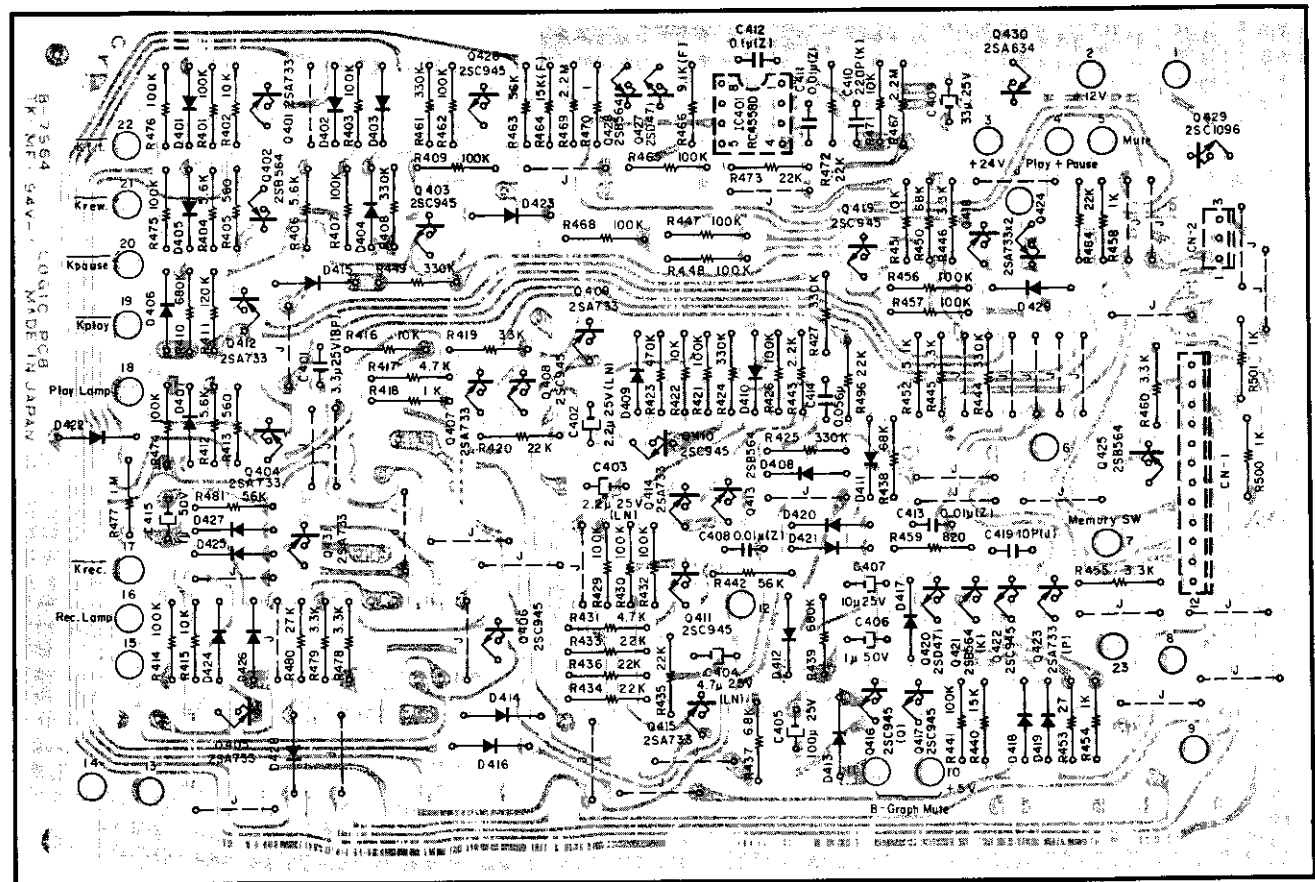 C412
0.1µ(Z)
Q430
2SA634
2
12V
1
Q428
2SC945
Q401 2SA733
R476 100K
D401
R401 100K
R402 10K
D402
R403 100K
D403
R461 330K
R462 100K
R463 56K
R464 15K(F)
R469 2.2M
R470
2SB564
Q427
2SD471
R466 9.1K(F)
8
1
IC401
RC4558D
5
4
C411 0.01µ(Z)
C410 220P(K)
R471 10K
R467 2.2M
C409 33µ 25V
3
+24V
4
5
Play + Pause
Mute
Q429
2SC1096
22
R409 100K
R465 100K
R473 22K
R472 22K
J
21
Krew.
R475 100K
D405
R404 5.6K
R405 560
Q402 2SB564
R406 5.6K
R407 100K
D404
R408 330K
Q403
2SC945
D423
R468 100K
R447 100K
R448 100K
Q419
2SC945
R451 10K
R450 68K
R446 3.3K
Q418
2SA733x2
Q424
R484 22K
R458 1K
CN-2
3
1
20
Kpause
D415
R449 330K
R456 100K
R457 100K
D429
19
Kplay
D406
R410 680K
R411 120K
Q412
2SA733
C401 3.3µ25V(BP)
R416 10K
R417 4.7K
R418 1K
R419 33K
Q409
2SA733
Q408 2SC945
C402 2.2µ 25V(LN)
D409
R423 470K
R422 10K
R421 100K
R424 330K
D410
R426 100K
R443 2.2K
R427 330K
C414 0.056µ
R496 22K
R452 5.1K
R445 3.3K
R444 330K
R460 3.3K
R501 1K
R500 1K
18
Play Lamp
D422
R474 100K
D407
R412 5.6K
R413 560
Q404
2SA733
Q407 2SA733
R420 22K
Q410
2SC945
R425 330K
D408
D411
R438 68K
6
Q425 2SB564
CN-1
12
R477 1M
C415 1µ 50V
R481 56K
D427
D425
Q431 2SA733
C403
2.2µ 25V
(LN)
Q414 2SA733
Q413 2SB564
D420
D421
C413 0.01µ(Z)
R459 820
C408 0.01µ(Z)
C419 10P(J)
Memory SW
7
17
Krec.
R429 100K
R430 100K
R432 100K
R442 56K
C407
10µ25V
R455 3.3K
16
Rec. Lamp
15
R414 100K
R415 10K
D424
D426
R480 27K
R479 3.3K
R478 3.3K
Q406 2SC945
R431 4.7K
R433 22K
R436 22K
R434 22K
R435 22K
Q411
2SC945
D412
R439 680K
C406
1µ 50V
D417
Q420 2SD471
Q421 2SB564 (K)
Q422 2SC945
Q423 2SA733 (P)
23
8
C404
4.7µ 25V
(LN)
Q405
2SA733
D428
D414
D416
Q415
2SA733
R437 6.8K
C405 100µ 25V
D413
Q416 2SC945 (Q)
Q417 2SC945
R441 100K
R440 15K
D418
D419
R453 27
R454 1K
9
14
13
10
+5V
B-Graph Mute
LOGIC PCB
MADE IN JAPAN